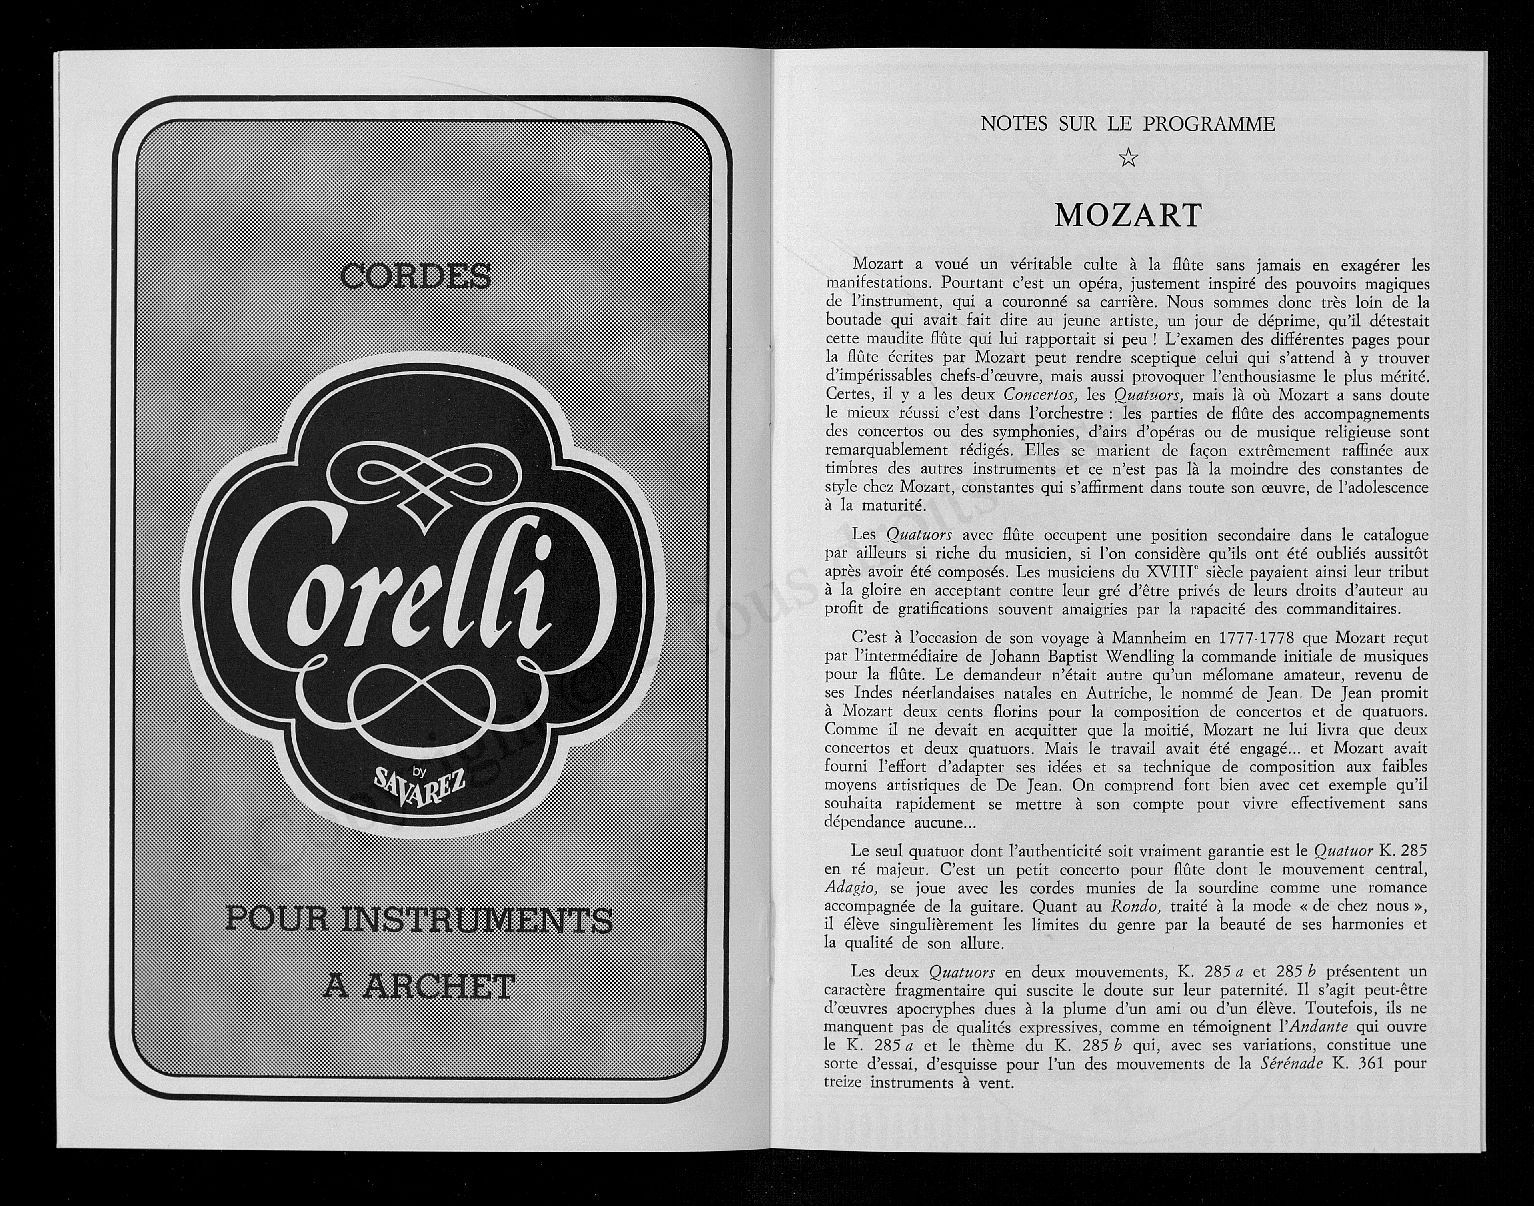 CORDES
Corelli
by
SAVAREZ
POUR INSTRUMENTS
A ARCHET
NOTES SUR LE PROGRAMME
☆
MOZART
Mozart a voué un véritable culte à la flûte sans jamais en exagérer les
manifestations. Pourtant c'est un opéra, justement inspiré des pouvoirs magiques
de l'instrument, qui a couronné sa carrière. Nous sommes donc très loin de la
boutade qui avait fait dire au jeune artiste, un jour de déprime, qu'il détestait
cette maudite flûte qui lui rapportait si peu ! L'examen des différentes pages pour
la flûte écrites par Mozart peut rendre sceptique celui qui s'attend à y trouver
d'impérissables chefs-d'œuvre, mais aussi provoquer l'enthousiasme le plus mérité.
Certes, il y a les deux Concertos, les Quatuors, mais là où Mozart a sans doute
le mieux réussi c'est dans l'orchestre : les parties de flûte des accompagnements
des concertos ou des symphonies, d'airs d'opéras ou de musique religieuse sont
remarquablement rédigés. Elles se marient de façon extrêmement raffinée aux
timbres des autres instruments et ce n'est pas là la moindre des constantes de
style chez Mozart, constantes qui s'affirment dans toute son œuvre, de l'adolescence
à la maturité.
Les Quatuors avec flûte occupent une position secondaire dans le catalogue
par ailleurs si riche du musicien, si l'on considère qu'ils ont été oubliés aussitôt
après avoir été composés. Les musiciens du XVIIIe siècle payaient ainsi leur tribut
à la gloire en acceptant contre leur gré d'être privés de leurs droits d'auteur au
profit de gratifications souvent amaigries par la rapacité des commanditaires.
C'est à l'occasion de son voyage à Mannheim en 1777-1778 que Mozart reçut
par l'intermédiaire de Johann Baptist Wendling la commande initiale de musiques
pour la flûte. Le demandeur n'était autre qu'un mélomane amateur, revenu de
ses Indes néerlandaises natales en Autriche, le nommé de Jean. De Jean promit
à Mozart deux cents florins pour la composition de concertos et de quatuors.
Comme il ne devait en acquitter que la moitié, Mozart ne lui livra que deux
concertos et deux quatuors. Mais le travail avait été engagé... et Mozart avait
fourni l'effort d'adapter ses idées et sa technique de composition aux faibles
moyens artistiques de De Jean. On comprend fort bien avec cet exemple qu'il
souhaita rapidement se mettre à son compte pour vivre effectivement sans
dépendance aucune...
Le seul quatuor dont l'authenticité soit vraiment garantie est le Quatuor K. 285
en ré majeur. C'est un petit concerto pour flûte dont le mouvement central,
Adagio, se joue avec les cordes munies de la sourdine comme une romance
accompagnée de la guitare. Quant au Rondo, traité à la mode « de chez nous »,
il élève singulièrement les limites du genre par la beauté de ses harmonies et
la qualité de son allure.
Les deux Quatuors en deux mouvements, K. 285 a et 285 b présentent un
caractère fragmentaire qui suscite le doute sur leur paternité. Il s'agit peut-être
d'œuvres apocryphes dues à la plume d'un ami ou d'un élève. Toutefois, ils ne
manquent pas de qualités expressives, comme en témoignent l'Andante qui ouvre
le K. 285 a et le thème du K. 285 b qui, avec ses variations, constitue une
sorte d'essai, d'esquisse pour l'un des mouvements de la Sérénade K. 361 pour
treize instruments à vent.